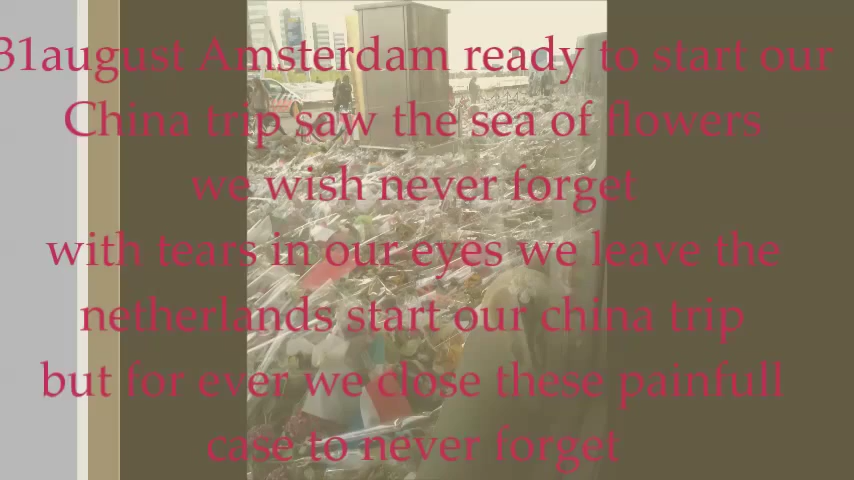 31august Amsterdam ready to start our
China trip saw the sea of flowers
we wish never forget
with tears in our eyes we leave the
netherlands start our china trip
but for ever we close these painfull
case to never forget